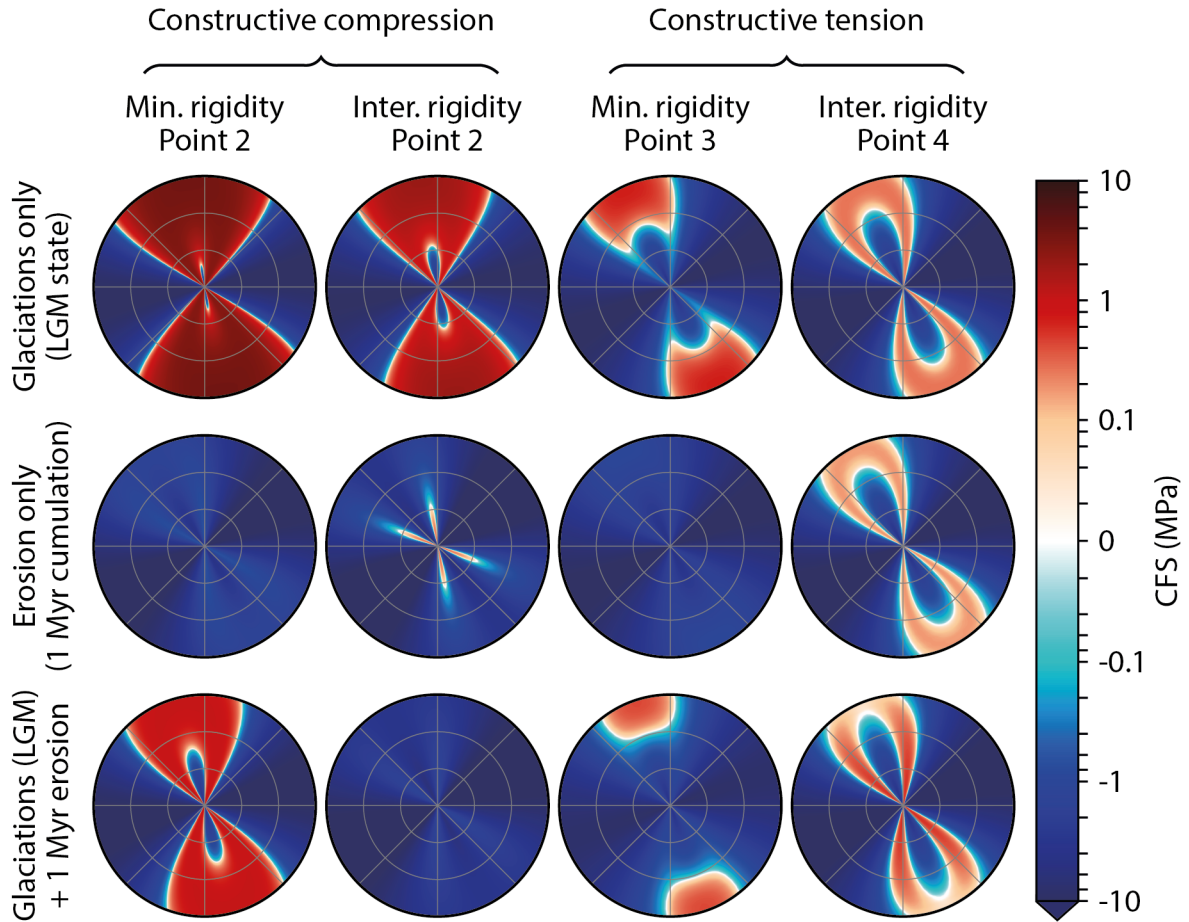 Constructive compression
Constructive tension
Min. rigidity
Point 2
Inter. rigidity
Point 2
Min. rigidity
Point 3
Inter. rigidity
Point 4
Glaciations only
(LGM state)
Erosion only
(1 Myr cumulation)
Glaciations (LGM)
+ 1 Myr erosion
10
1
0.1
0
-0.1
-1
-10
CFS (MPa)